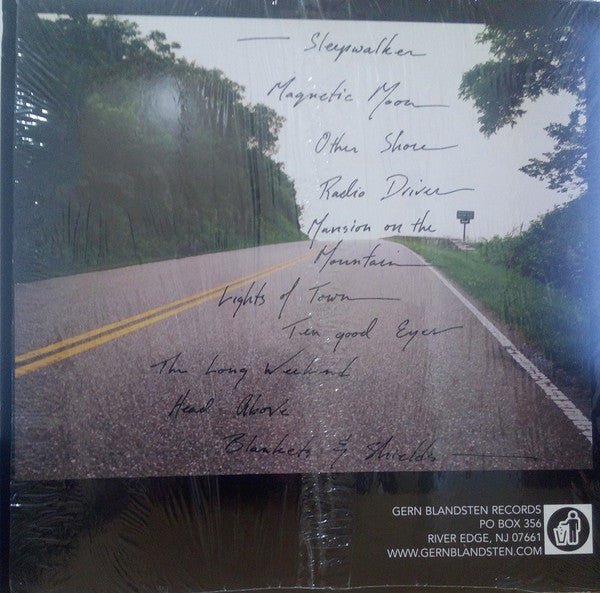 Sleepwalker
Magnetic Moon
Other Shore
Radio Driver
Mansion on the
Mountain
Lights of Town
Ten good Eyes
The Long Weekend
Head Above
Blankets & Shields
GERN BLANDSTEN RECORDS
PO BOX 356
RIVER EDGE, NJ 07661
WWW.GERNBLANDSTEN.COM